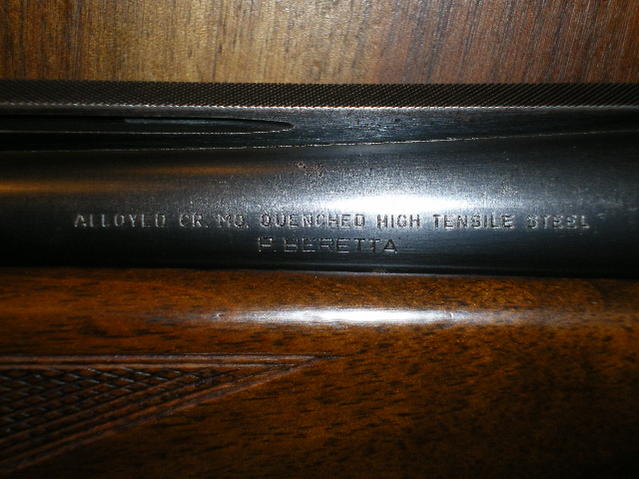 ALLOYED CR. MO. QUENCHED HIGH TENSILE STEEL
P. BERETTA